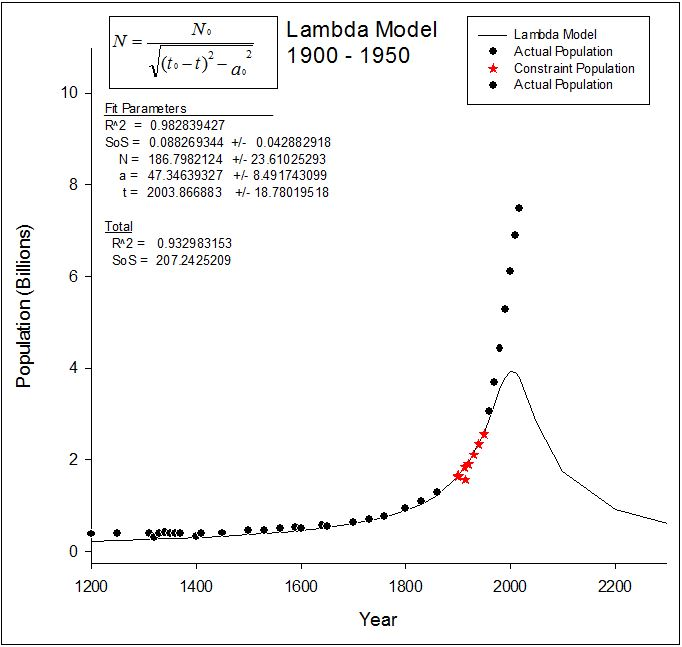 N = N₀ / √((t₀ – t)² – a₀²)
Lambda Model
1900 - 1950
Lambda Model
Actual Population
Constraint Population
Actual Population
Fit Parameters
R^2 = 0.982839427
SoS = 0.088269344 +/- 0.042882918
N = 186.7982124 +/- 23.61025293
a = 47.34639327 +/- 8.491743099
t = 2003.866883 +/- 18.78019518
Total
R^2 = 0.932983153
SoS = 207.2425209
Population (Billions)
10
8
6
4
2
0
1200 1400 1600 1800 2000 2200
Year